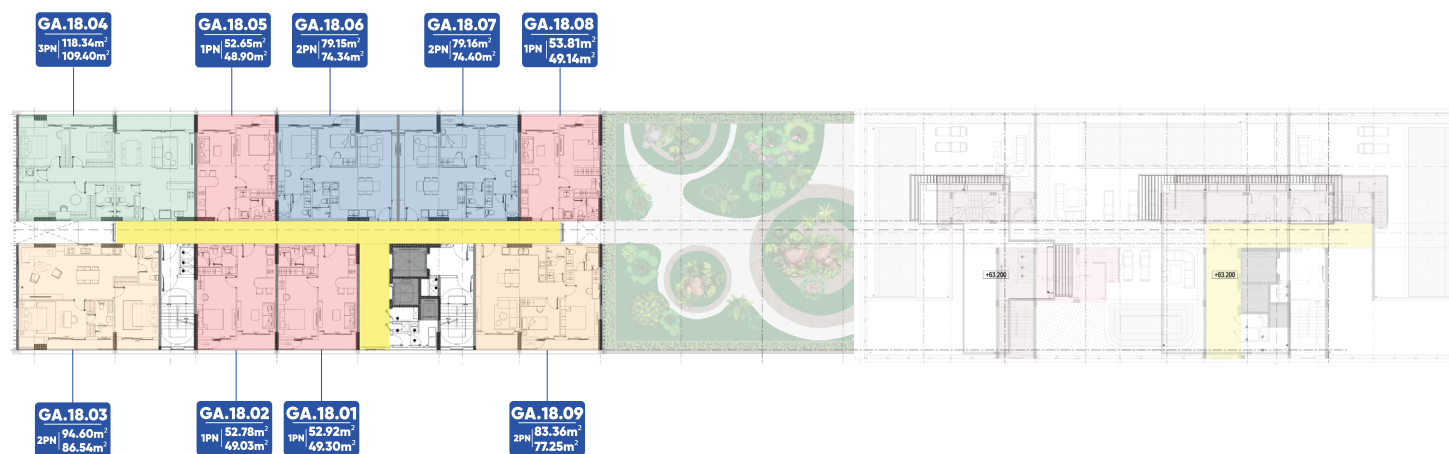 GA.18.04
3PN 118.34m²
109.40m²
GA.18.05
1PN 52.65m²
48.90m²
GA.18.06
2PN 79.15m²
74.34m²
GA.18.07
2PN 79.16m²
74.40m²
GA.18.08
1PN 53.81m²
49.14m²
+63.200
+63.200
GA.18.03
2PN 94.60m²
86.54m²
GA.18.02
1PN 52.78m²
49.03m²
GA.18.01
1PN 52.92m²
49.30m²
GA.18.09
2PN 83.36m²
77.25m²